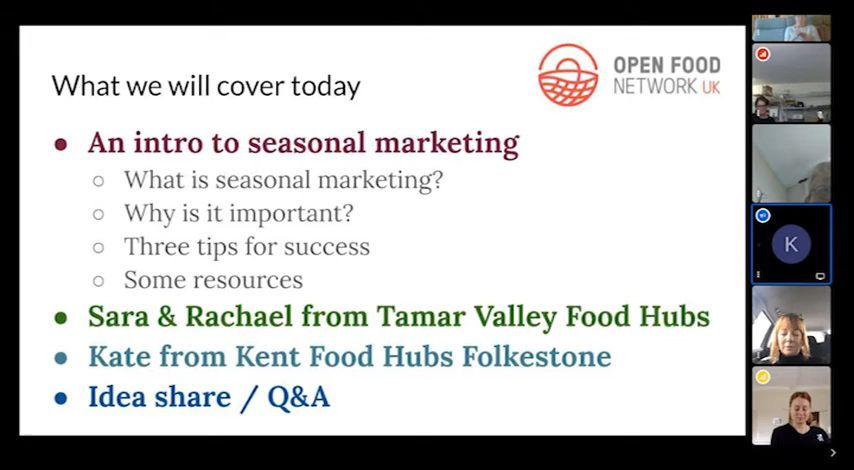 What we will cover today
OPEN FOOD
NETWORK UK
● An intro to seasonal marketing
○ What is seasonal marketing?
○ Why is it important?
○ Three tips for success
○ Some resources
● Sara & Rachael from Tamar Valley Food Hubs
● Kate from Kent Food Hubs Folkestone
● Idea share / Q&A
K